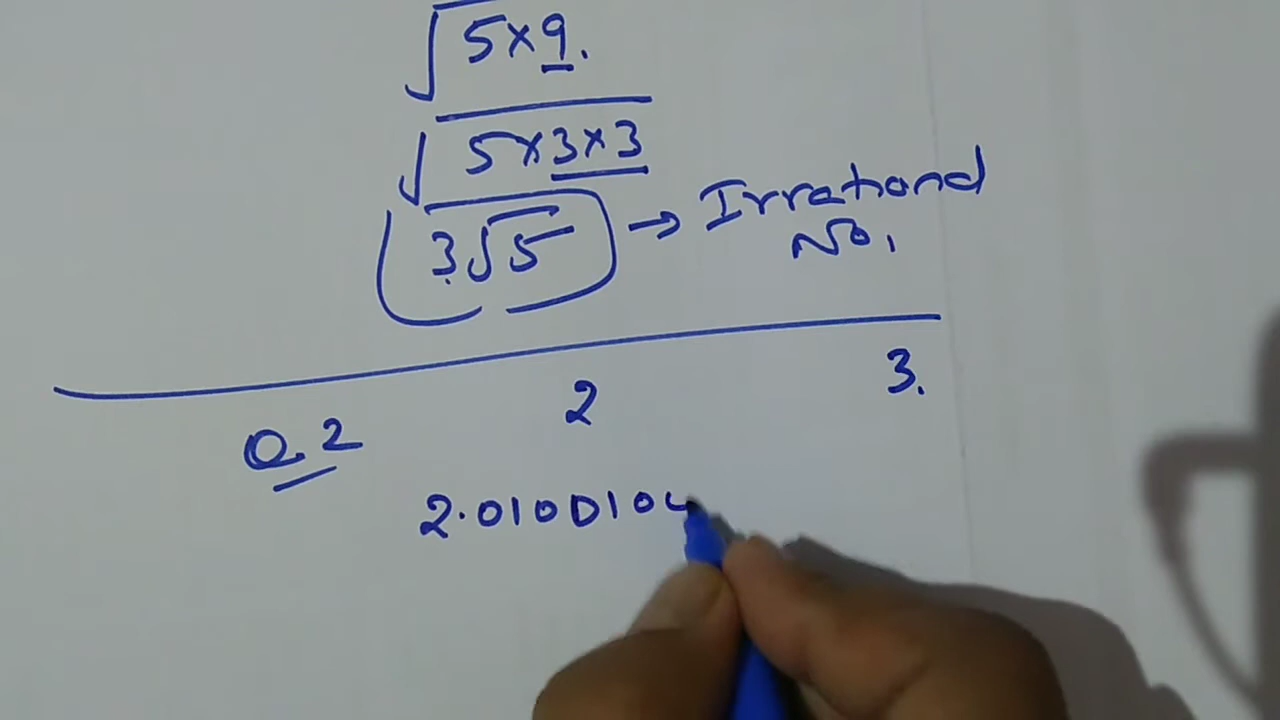 √5×9.
√5×3×3
3√5 → Irrational
No.
2 3.
Q.2
2.010010